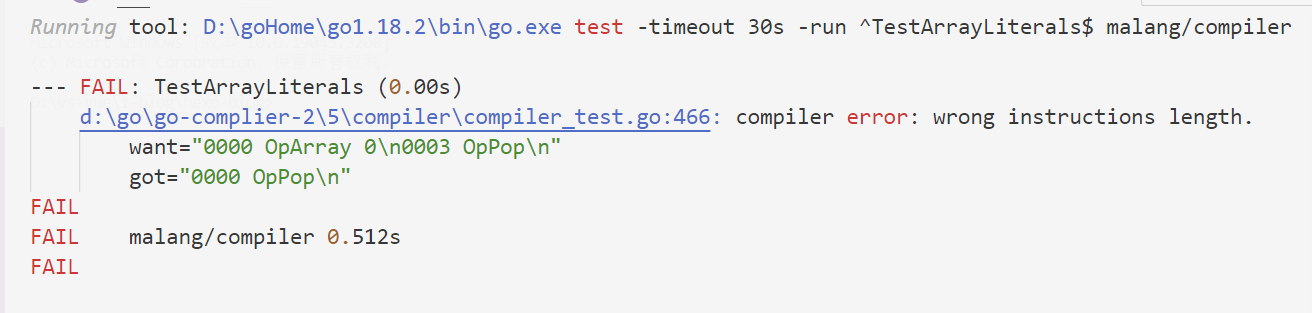 Running tool: D:\goHome\go1.18.2\bin\go.exe test -timeout 30s -run ^TestArrayLiterals$ malang/compiler
--- FAIL: TestArrayLiterals (0.00s)
d:\go\go-complier-2\5\compiler\compiler_test.go:466: compiler error: wrong instructions length.
want="0000 OpArray 0\n0003 OpPop\n"
got="0000 OpPop\n"
FAIL
FAIL malang/compiler 0.512s
FAIL